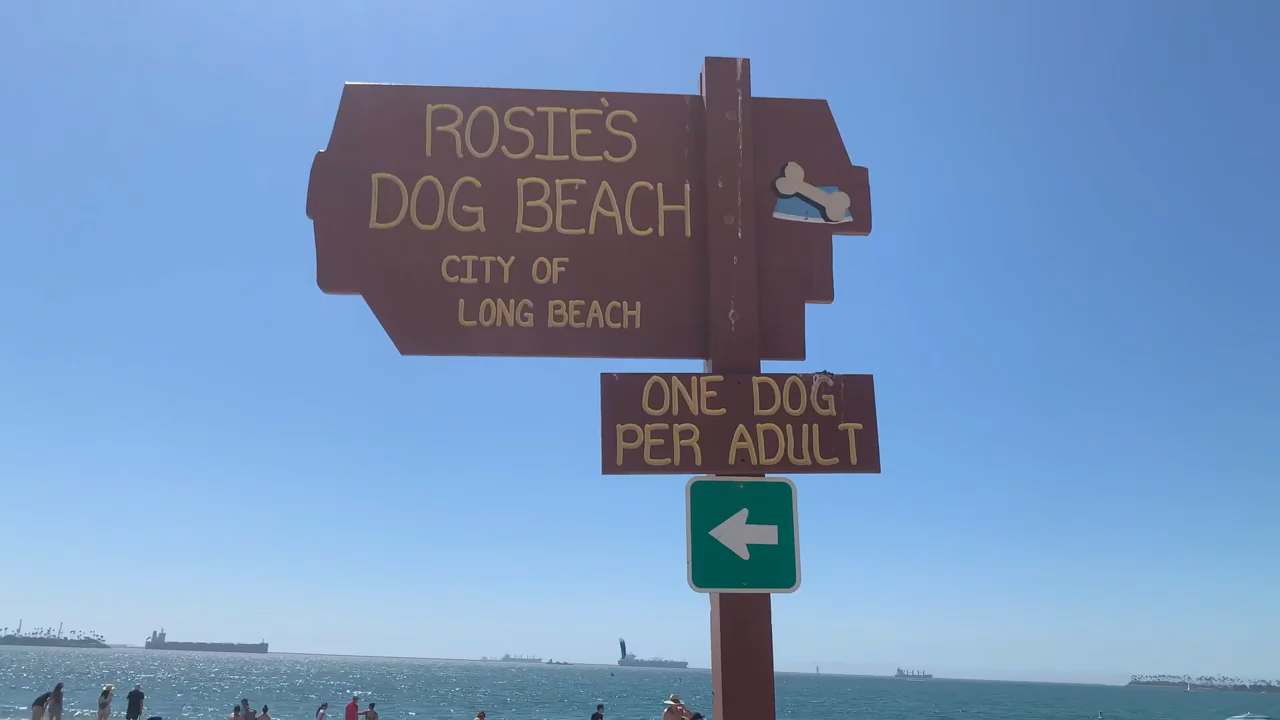 ROSIE'S
DOG BEACH
CITY OF
LONG BEACH
ONE DOG
PER ADULT